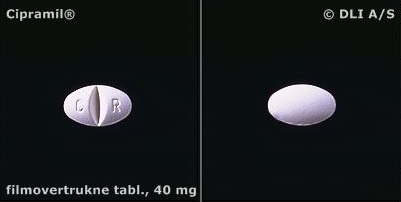 Cipramil®
© DLI A/S
C R
filmovertrukne tabl., 40 mg